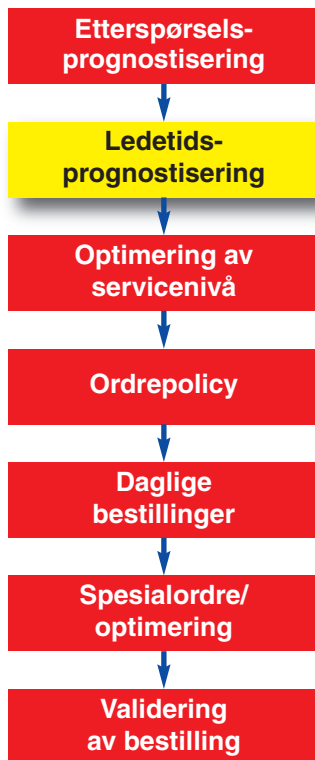 Etterspørsels-
prognostisering
Ledetids-
prognostisering
Optimering av
servicenivå
Ordrepolicy
Daglige
bestillinger
Spesialordre/
optimering
Validering
av bestilling